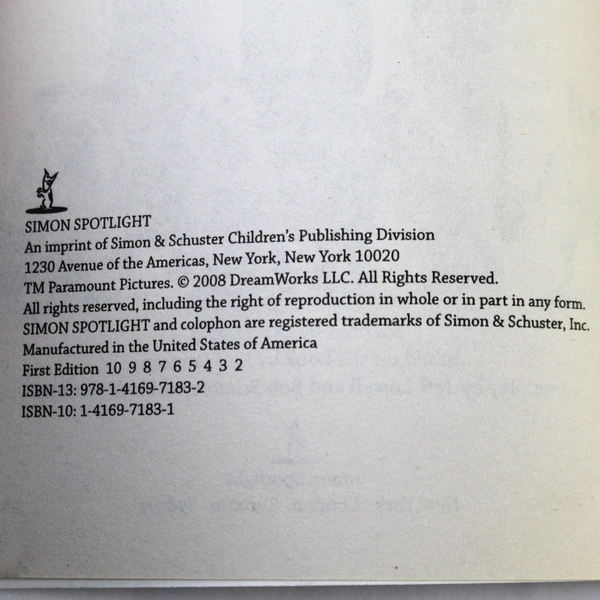 SIMON SPOTLIGHT
An imprint of Simon & Schuster Children's Publishing Division
1230 Avenue of the Americas, New York, New York 10020
TM Paramount Pictures. © 2008 DreamWorks LLC. All Rights Reserved.
All rights reserved, including the right of reproduction in whole or in part in any form.
SIMON SPOTLIGHT and colophon are registered trademarks of Simon & Schuster, Inc.
Manufactured in the United States of America
First Edition 10 9 8 7 6 5 4 3 2
ISBN-13: 978-1-4169-7183-2
ISBN-10: 1-4169-7183-1